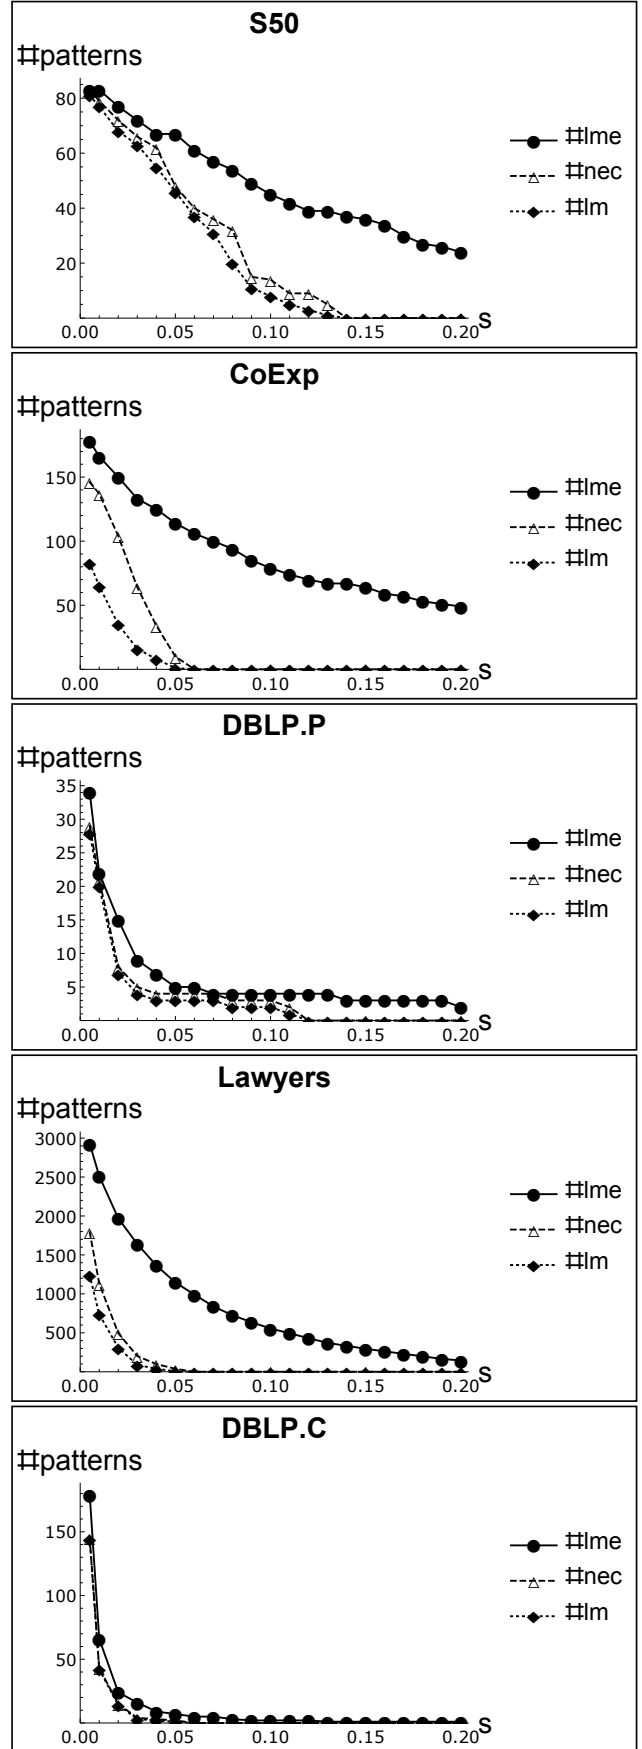 S50
#patterns
80
60
40
20
0.00 0.05 0.10 0.15 0.20 s
#lme
#nec
#lm
CoExp
#patterns
150
100
50
0.00 0.05 0.10 0.15 0.20 s
#lme
#nec
#lm
DBLP.P
#patterns
35
30
25
20
15
10
5
0.00 0.05 0.10 0.15 0.20 s
#lme
#nec
#lm
Lawyers
#patterns
3000
2500
2000
1500
1000
500
0.00 0.05 0.10 0.15 0.20 s
#lme
#nec
#lm
DBLP.C
#patterns
150
100
50
0.00 0.05 0.10 0.15 0.20 s
#lme
#nec
#lm